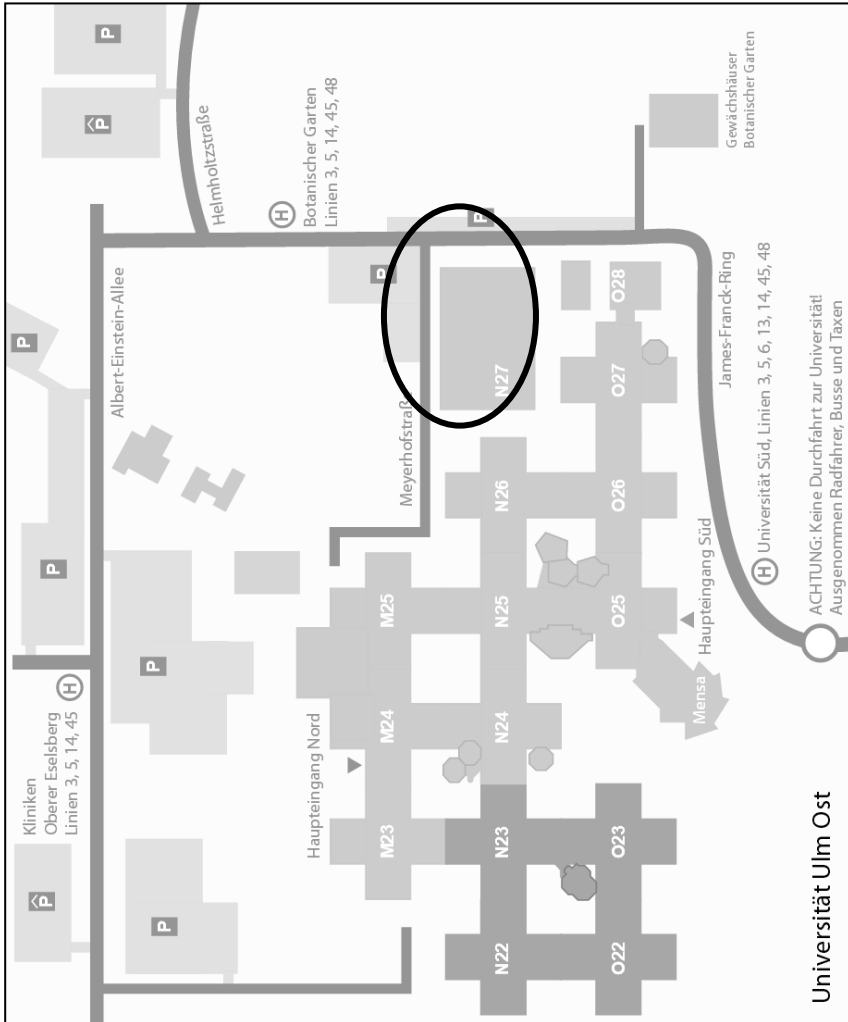 P
Kliniken
Oberer Eselsberg
Linien 3, 5, 14, 45
H
P
P
P
P
P
P
Albert-Einstein-Allee
Helmholtzstraße
H
Botanischer Garten
Linien 3, 5, 14, 45, 48
Haupteingang Nord
P
M23
M24
M25
Meyerhofstraße
P
N22
N23
N24
N25
N26
N27
O22
O23
O25
O26
O27
O28
Mensa
Haupteingang Süd
James-Franck-Ring
Gewächshäuser
Botanischer Garten
H Universität Süd, Linien 3, 5, 6, 13, 14, 45, 48
ACHTUNG: Keine Durchfahrt zur Universität!
Ausgenommen Radfahrer, Busse und Taxen
Universität Ulm Ost